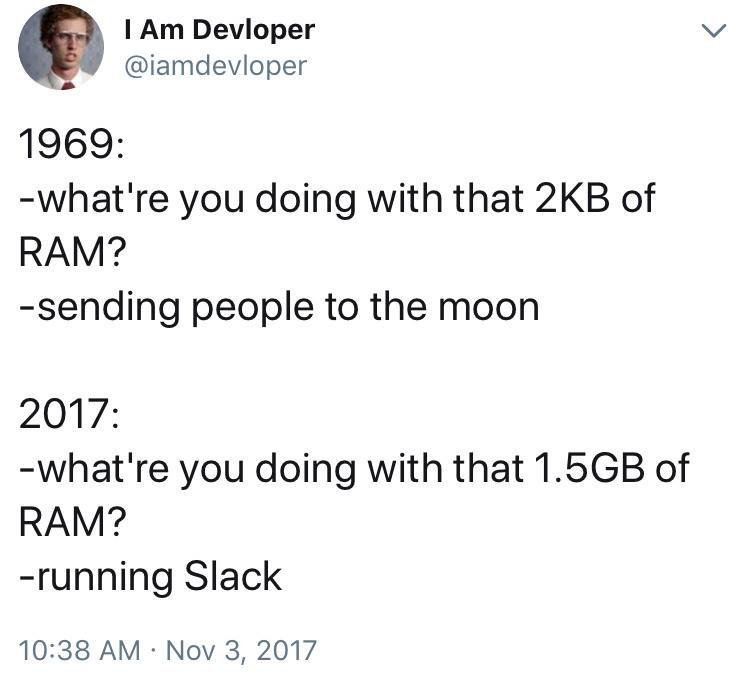 I Am Devloper
@iamdevloper
1969:
-what're you doing with that 2KB of
RAM?
-sending people to the moon
2017:
-what're you doing with that 1.5GB of
RAM?
-running Slack
10:38 AM · Nov 3, 2017